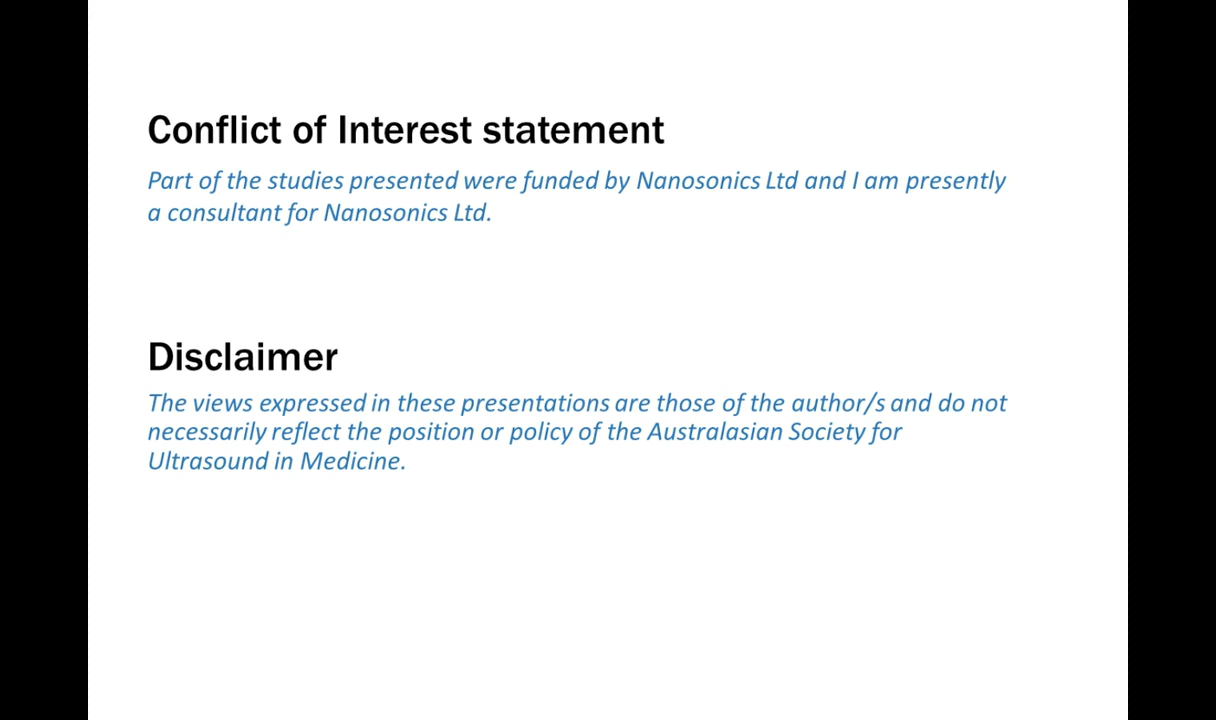 Conflict of Interest statement
Part of the studies presented were funded by Nanosonics Ltd and I am presently
a consultant for Nanosonics Ltd.
Disclaimer
The views expressed in these presentations are those of the author/s and do not
necessarily reflect the position or policy of the Australasian Society for
Ultrasound in Medicine.